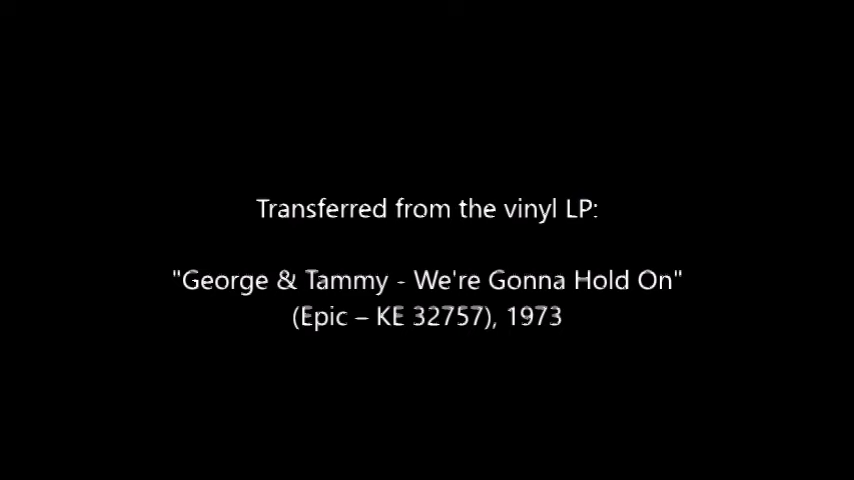 Transferred from the vinyl LP:
"George & Tammy - We're Gonna Hold On"
(Epic – KE 32757), 1973